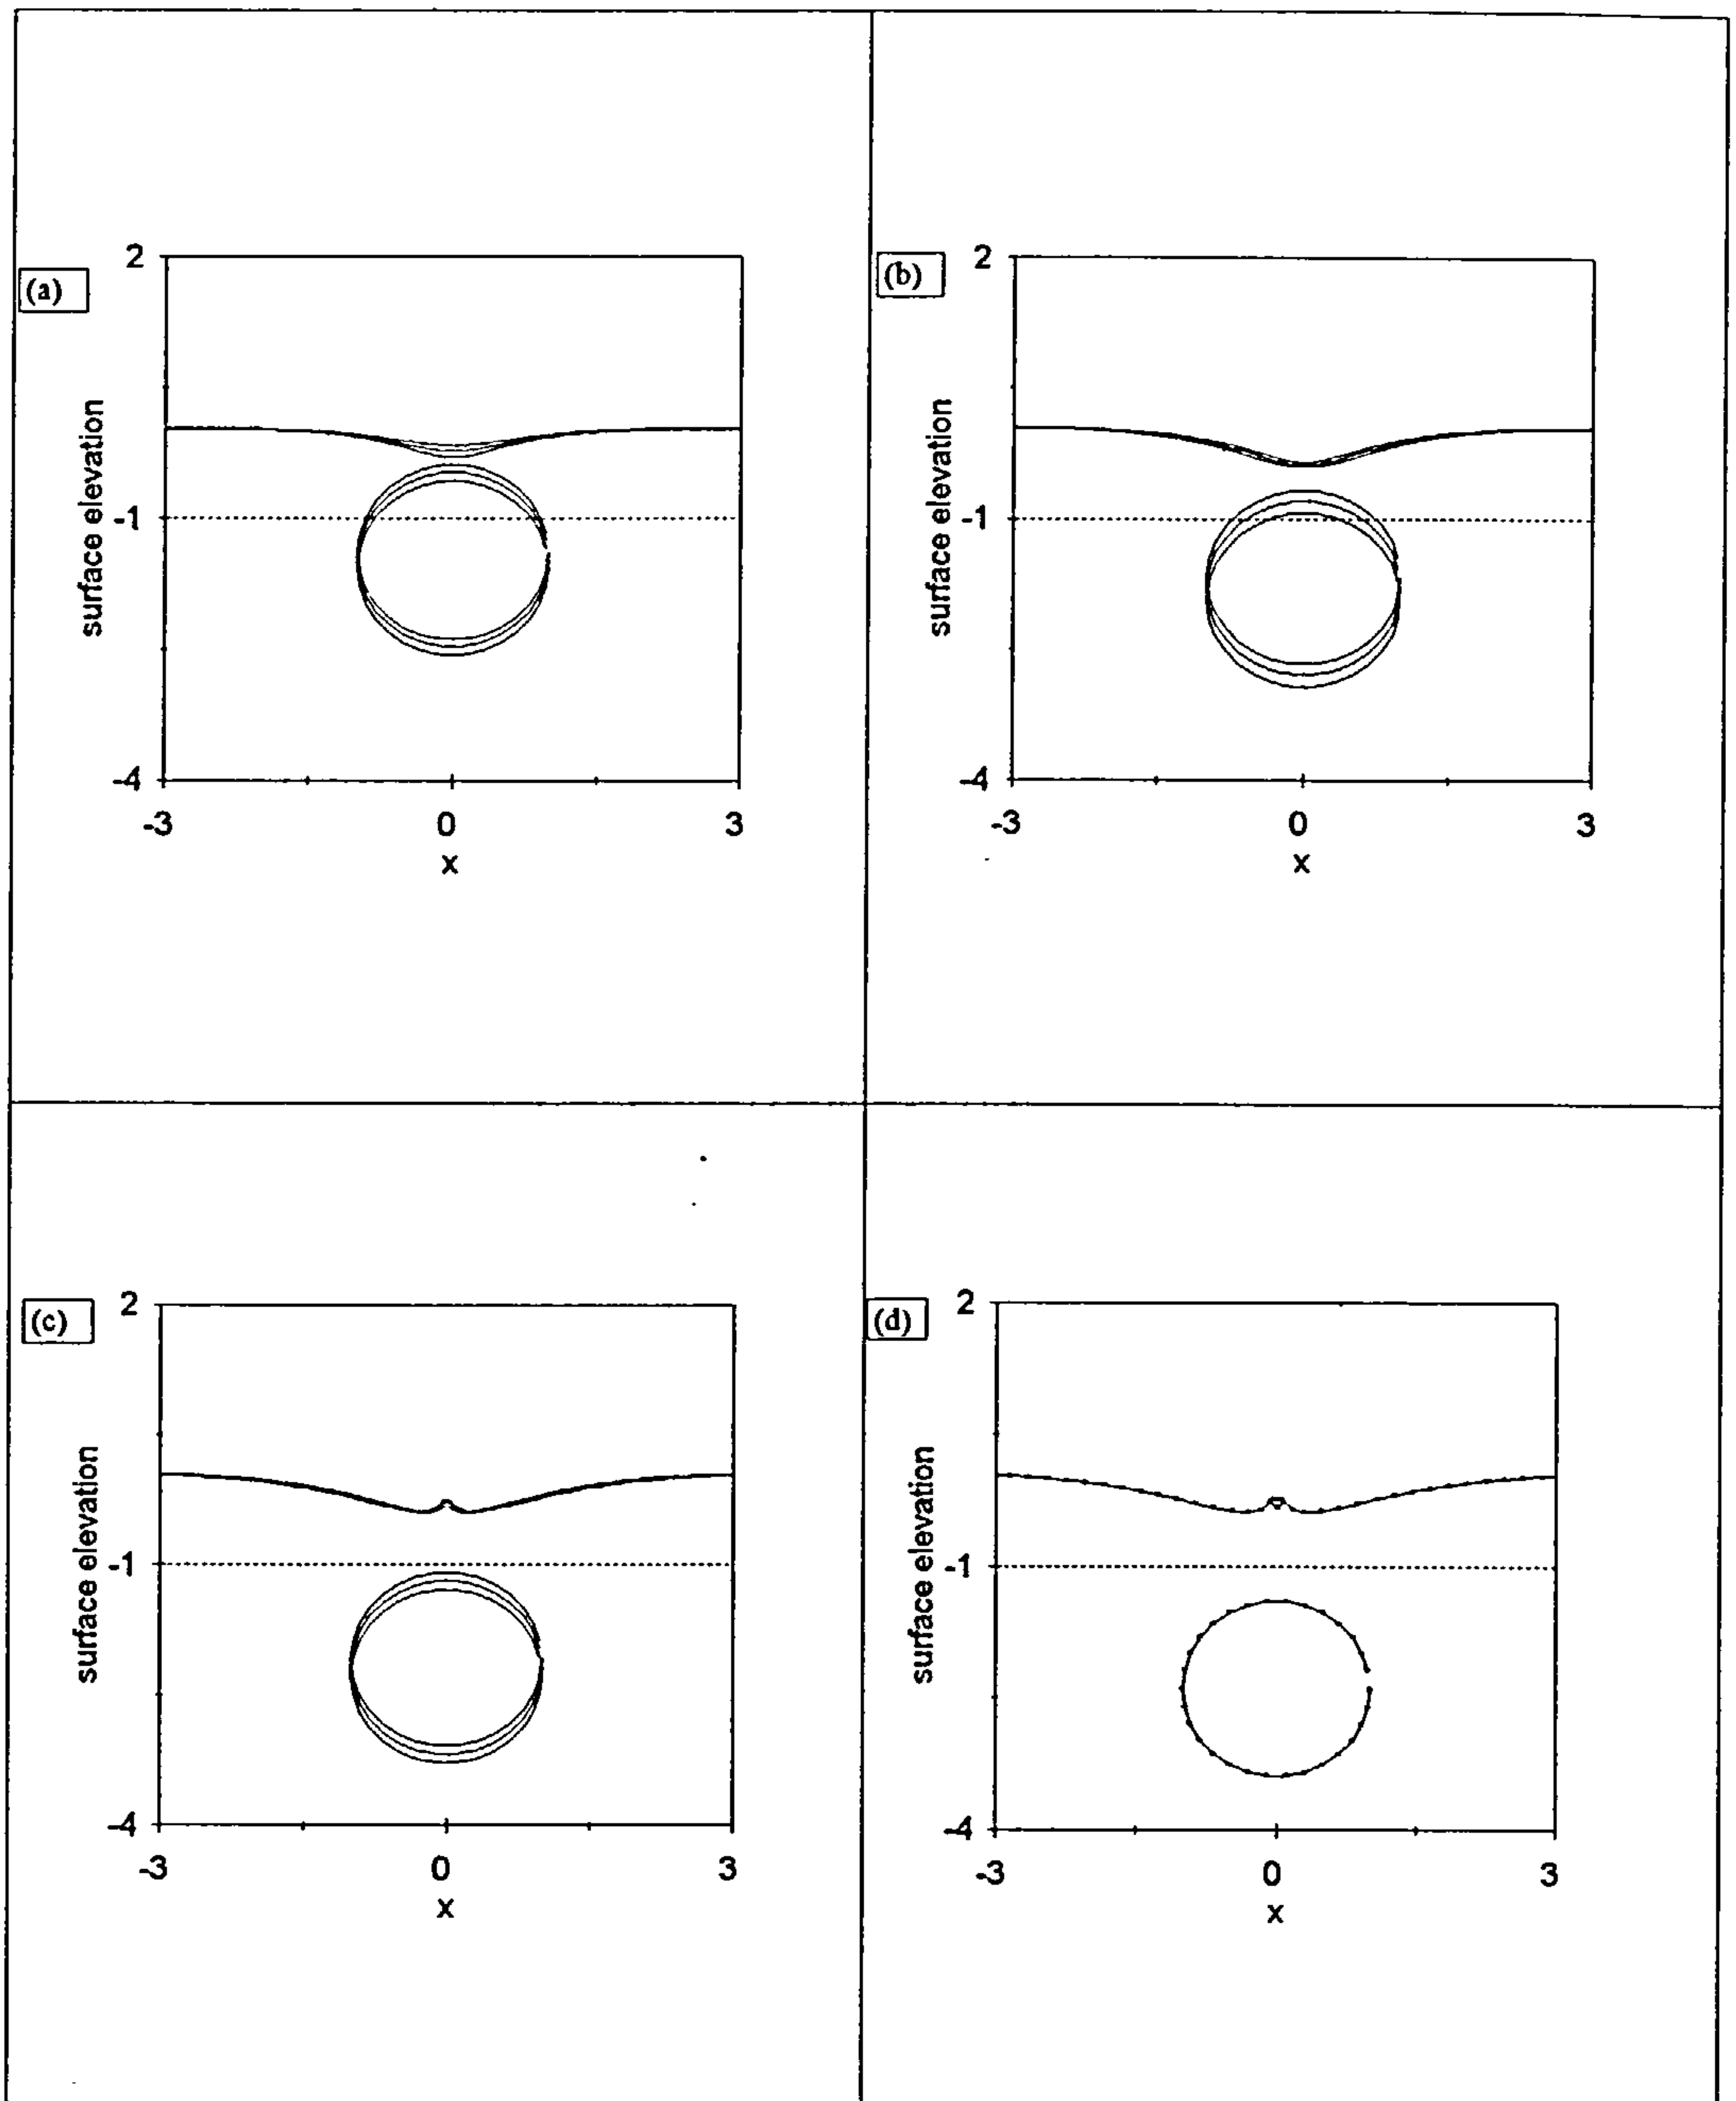 (a)
2
surface elevation
-1
-4
-3
0
3
x
(b)
2
surface elevation
-1
-4
-3
0
3
x
(c)
2
surface elevation
-1
-4
-3
0
3
x
(d)
2
surface elevation
-1
-4
-3
0
3
x